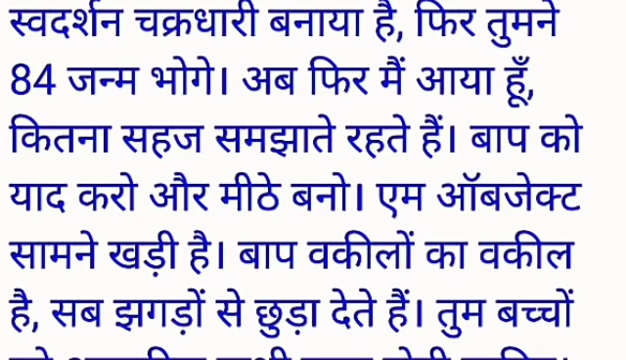 स्वदर्शन चक्रधारी बनाया है, फिर तुमने
84 जन्म भोगे। अब फिर मैं आया हूँ,
कितना सहज समझाते रहते हैं। बाप को
याद करो और मीठे बनो। एम ऑबजेक्ट
सामने खड़ी है। बाप वकीलों का वकील
है, सब झगड़ों से छुड़ा देते हैं। तुम बच्चों